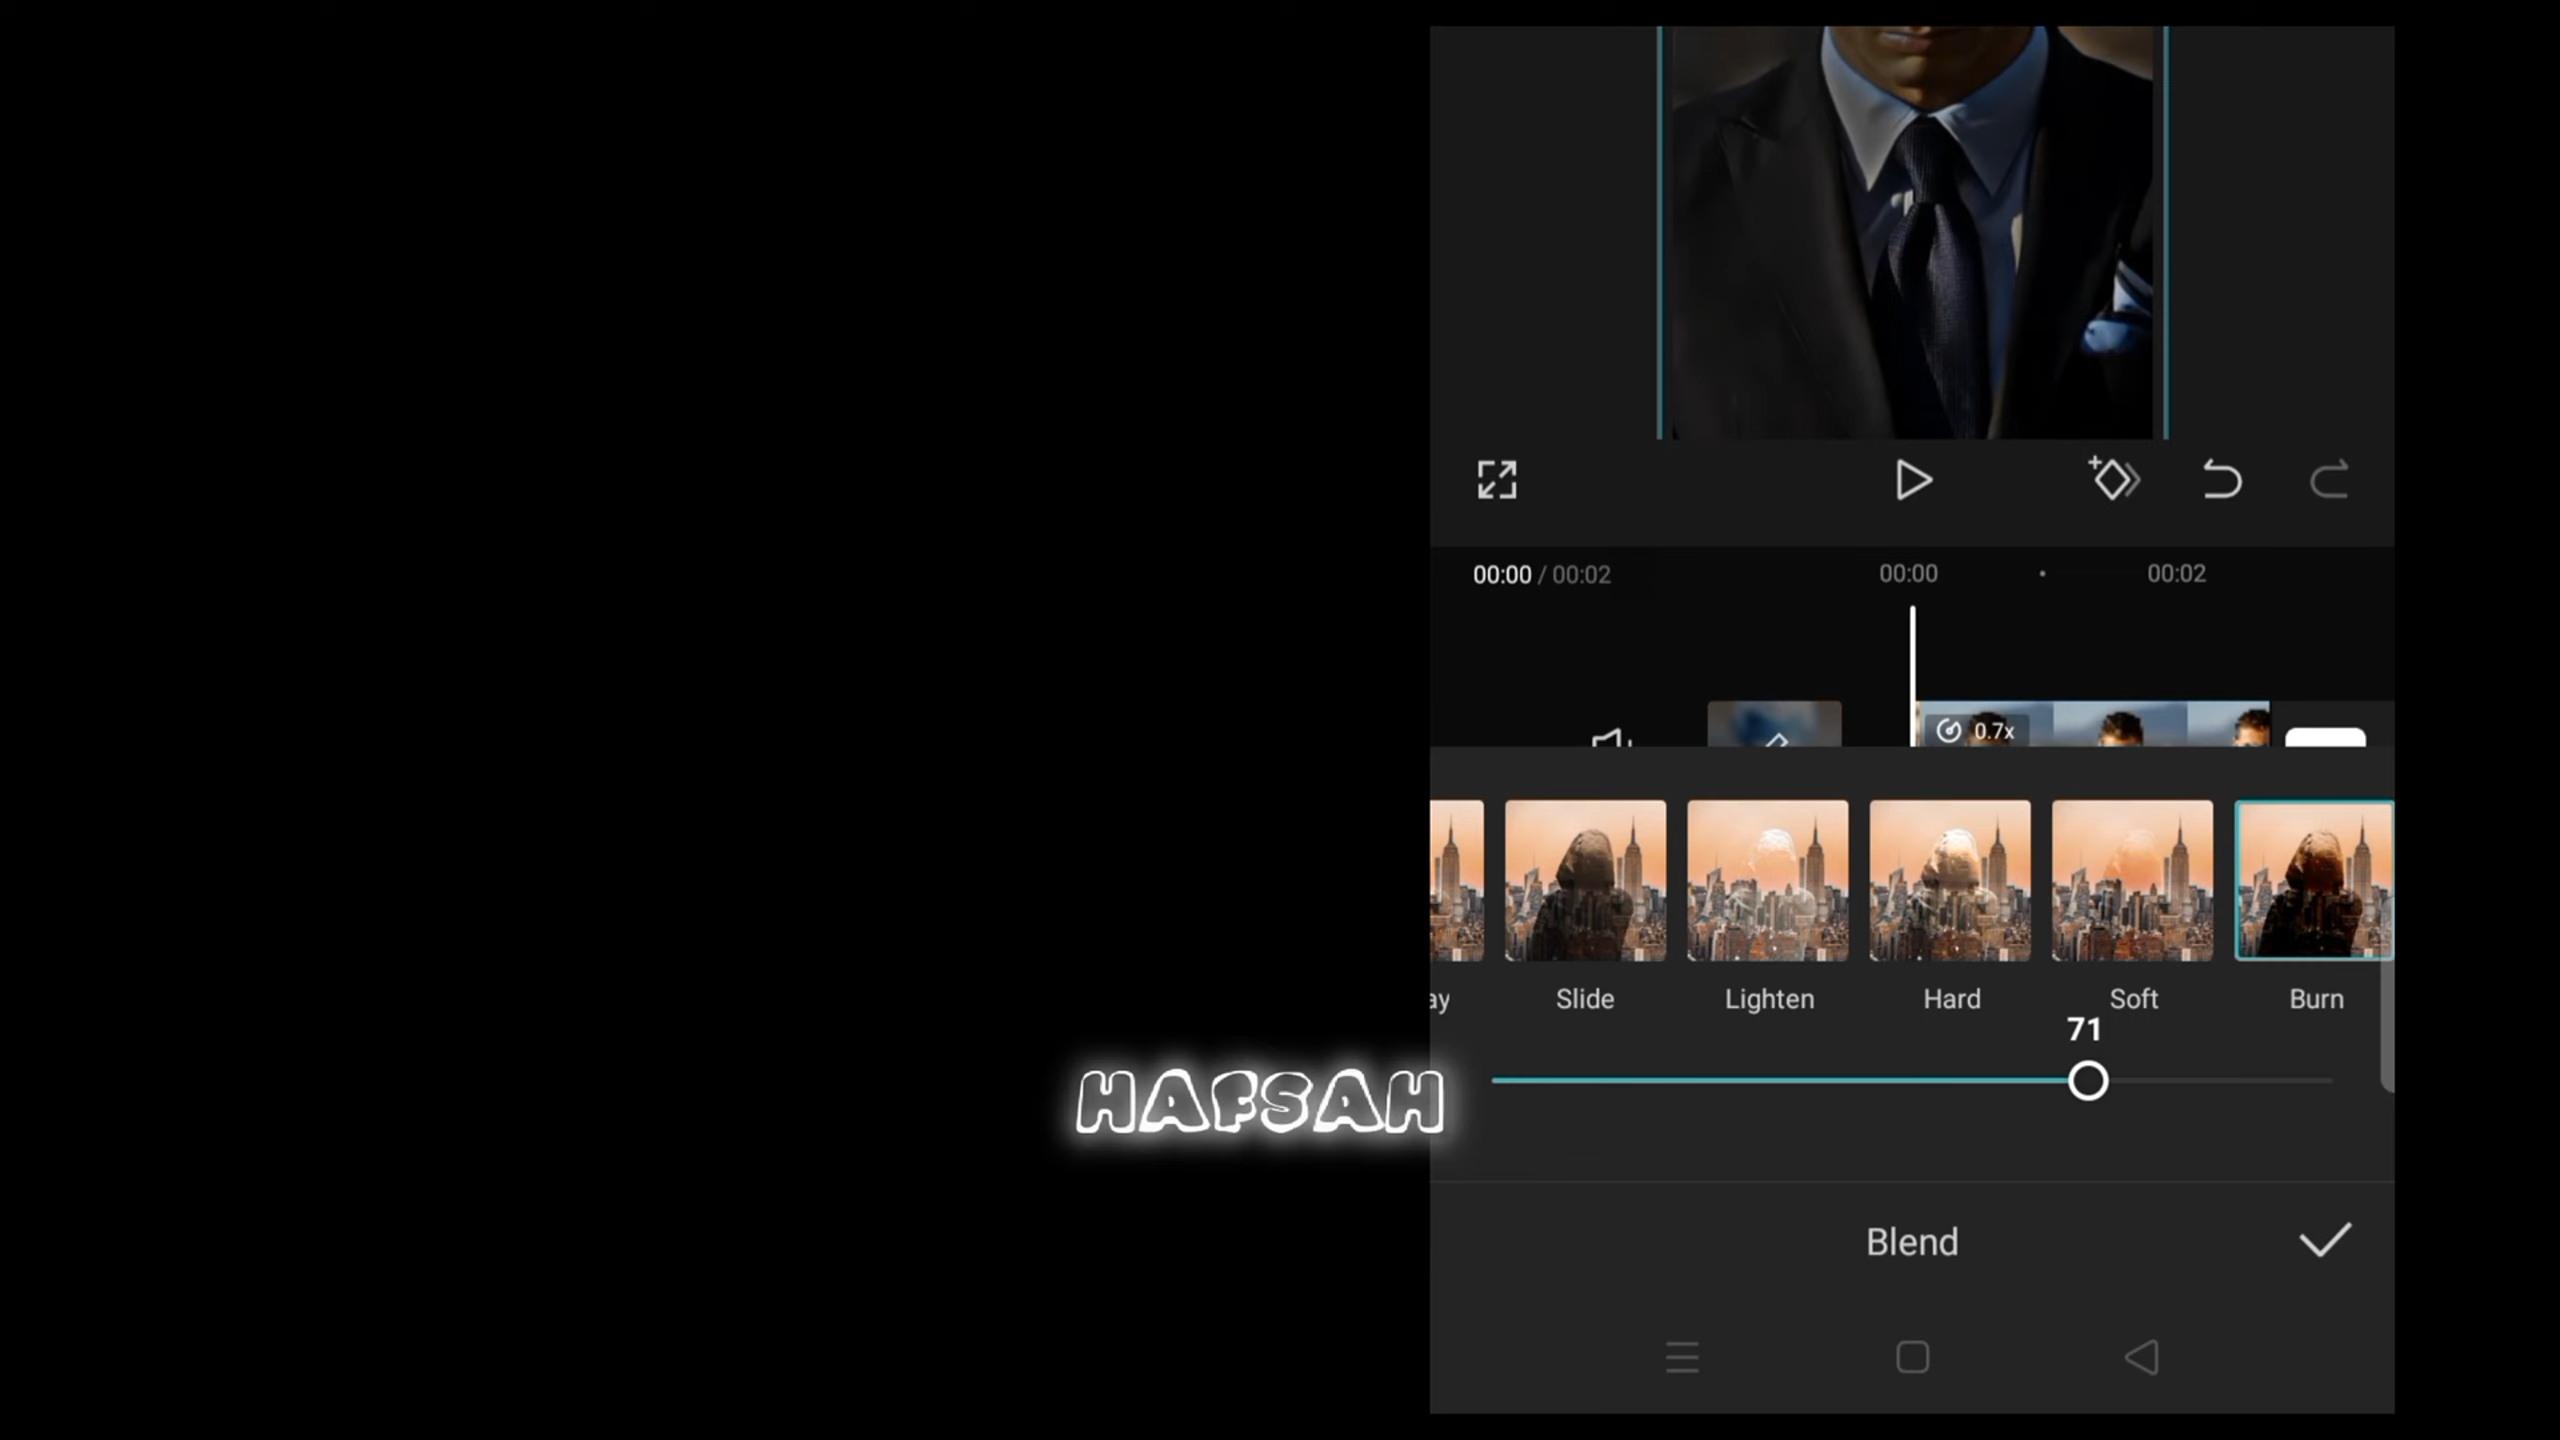 00:00 / 00:02
00:00
00:02
0.7x
ay
Slide
Lighten
Hard
Soft
Burn
71
HAFSAH
Blend